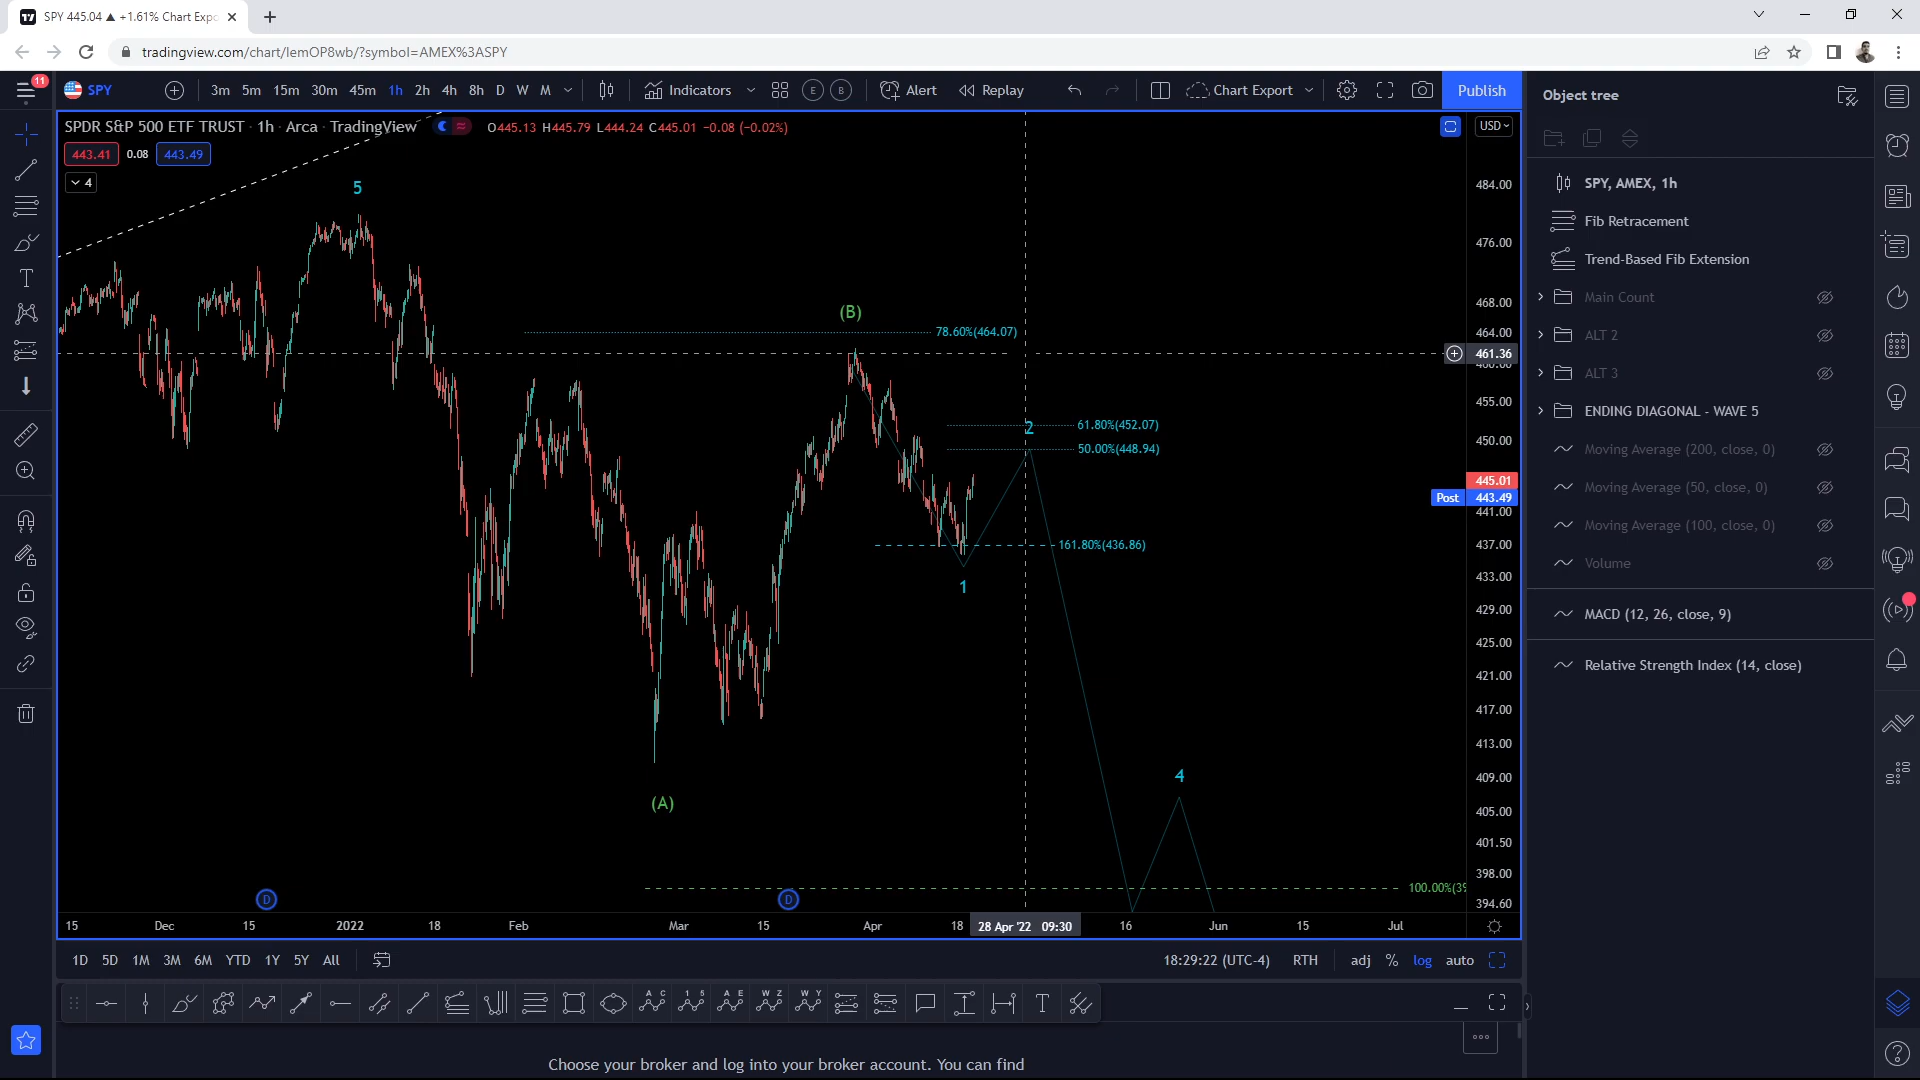 SPY 445.04 ▲ +1.61% Chart Expo
tradingview.com/chart/lemOP8wb/?symbol=AMEX%3ASPY
11
SPY
3m 5m 15m 30m 45m 1h 2h 4h 8h D W M
Indicators
E B
Alert
Replay
Chart Export
Publish
SPDR S&P 500 ETF TRUST · 1h · Arca · TradingView
O445.13 H445.79 L444.24 C445.01 -0.08 (-0.02%)
USD
443.41 0.08 443.49
4
5
(B)
78.60%(464.07)
61.80%(452.07)
2
50.00%(448.94)
161.80%(436.86)
1
4
(A)
100.00%(39
D
D
484.00
476.00
468.00
464.00
461.36
460.00
455.00
450.00
445.01
Post 443.49
441.00
437.00
433.00
429.00
425.00
421.00
417.00
413.00
409.00
405.00
401.50
398.00
394.60
15 Dec 15 2022 18 Feb Mar 15 Apr 18 28 Apr '22 09:30 16 Jun 15 Jul
1D 5D 1M 3M 6M YTD 1Y 5Y All
18:29:22 (UTC-4) RTH adj % log auto
A C
1 5
A E
W Z
W Y
Choose your broker and log into your broker account. You can find
Object tree
SPY, AMEX, 1h
Fib Retracement
Trend-Based Fib Extension
Main Count
ALT 2
ALT 3
ENDING DIAGONAL - WAVE 5
Moving Average (200, close, 0)
Moving Average (50, close, 0)
Moving Average (100, close, 0)
Volume
MACD (12, 26, close, 9)
Relative Strength Index (14, close)